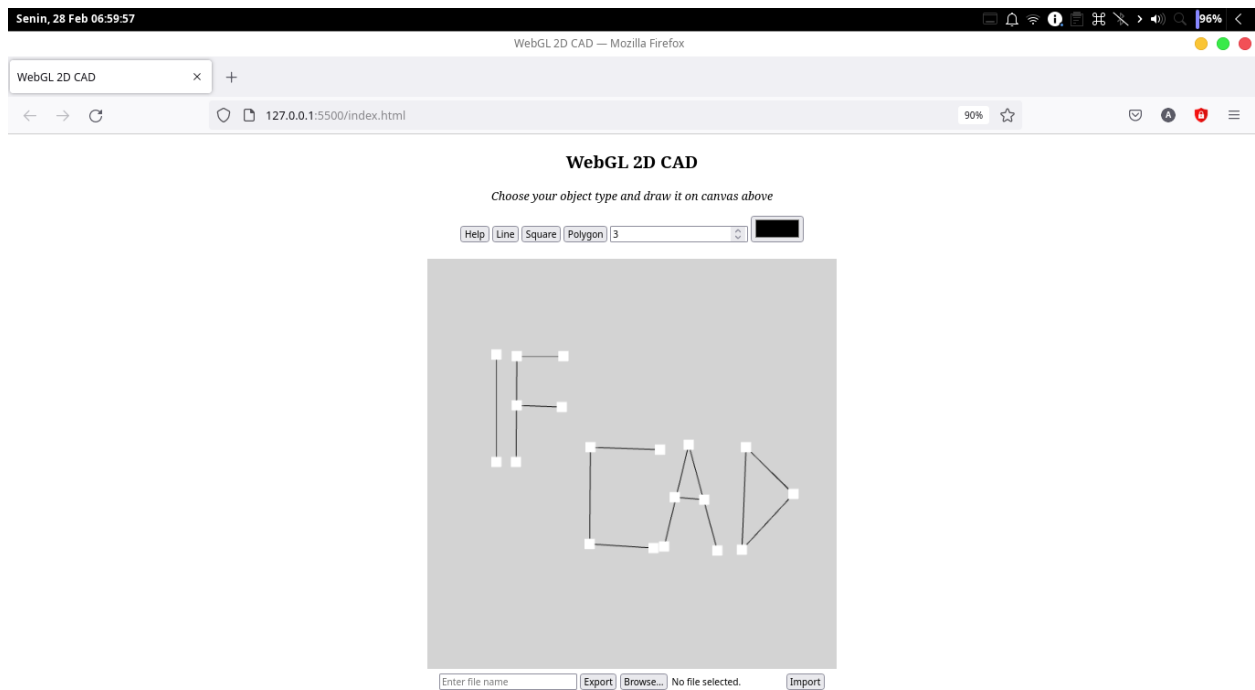 Senin, 28 Feb 06:59:57
96%
WebGL 2D CAD — Mozilla Firefox
WebGL 2D CAD
127.0.0.1:5500/index.html
90%
A
WebGL 2D CAD
Choose your object type and draw it on canvas above
Help Line Square Polygon 3
IF
CAD
Enter file name Export Browse... No file selected. Import